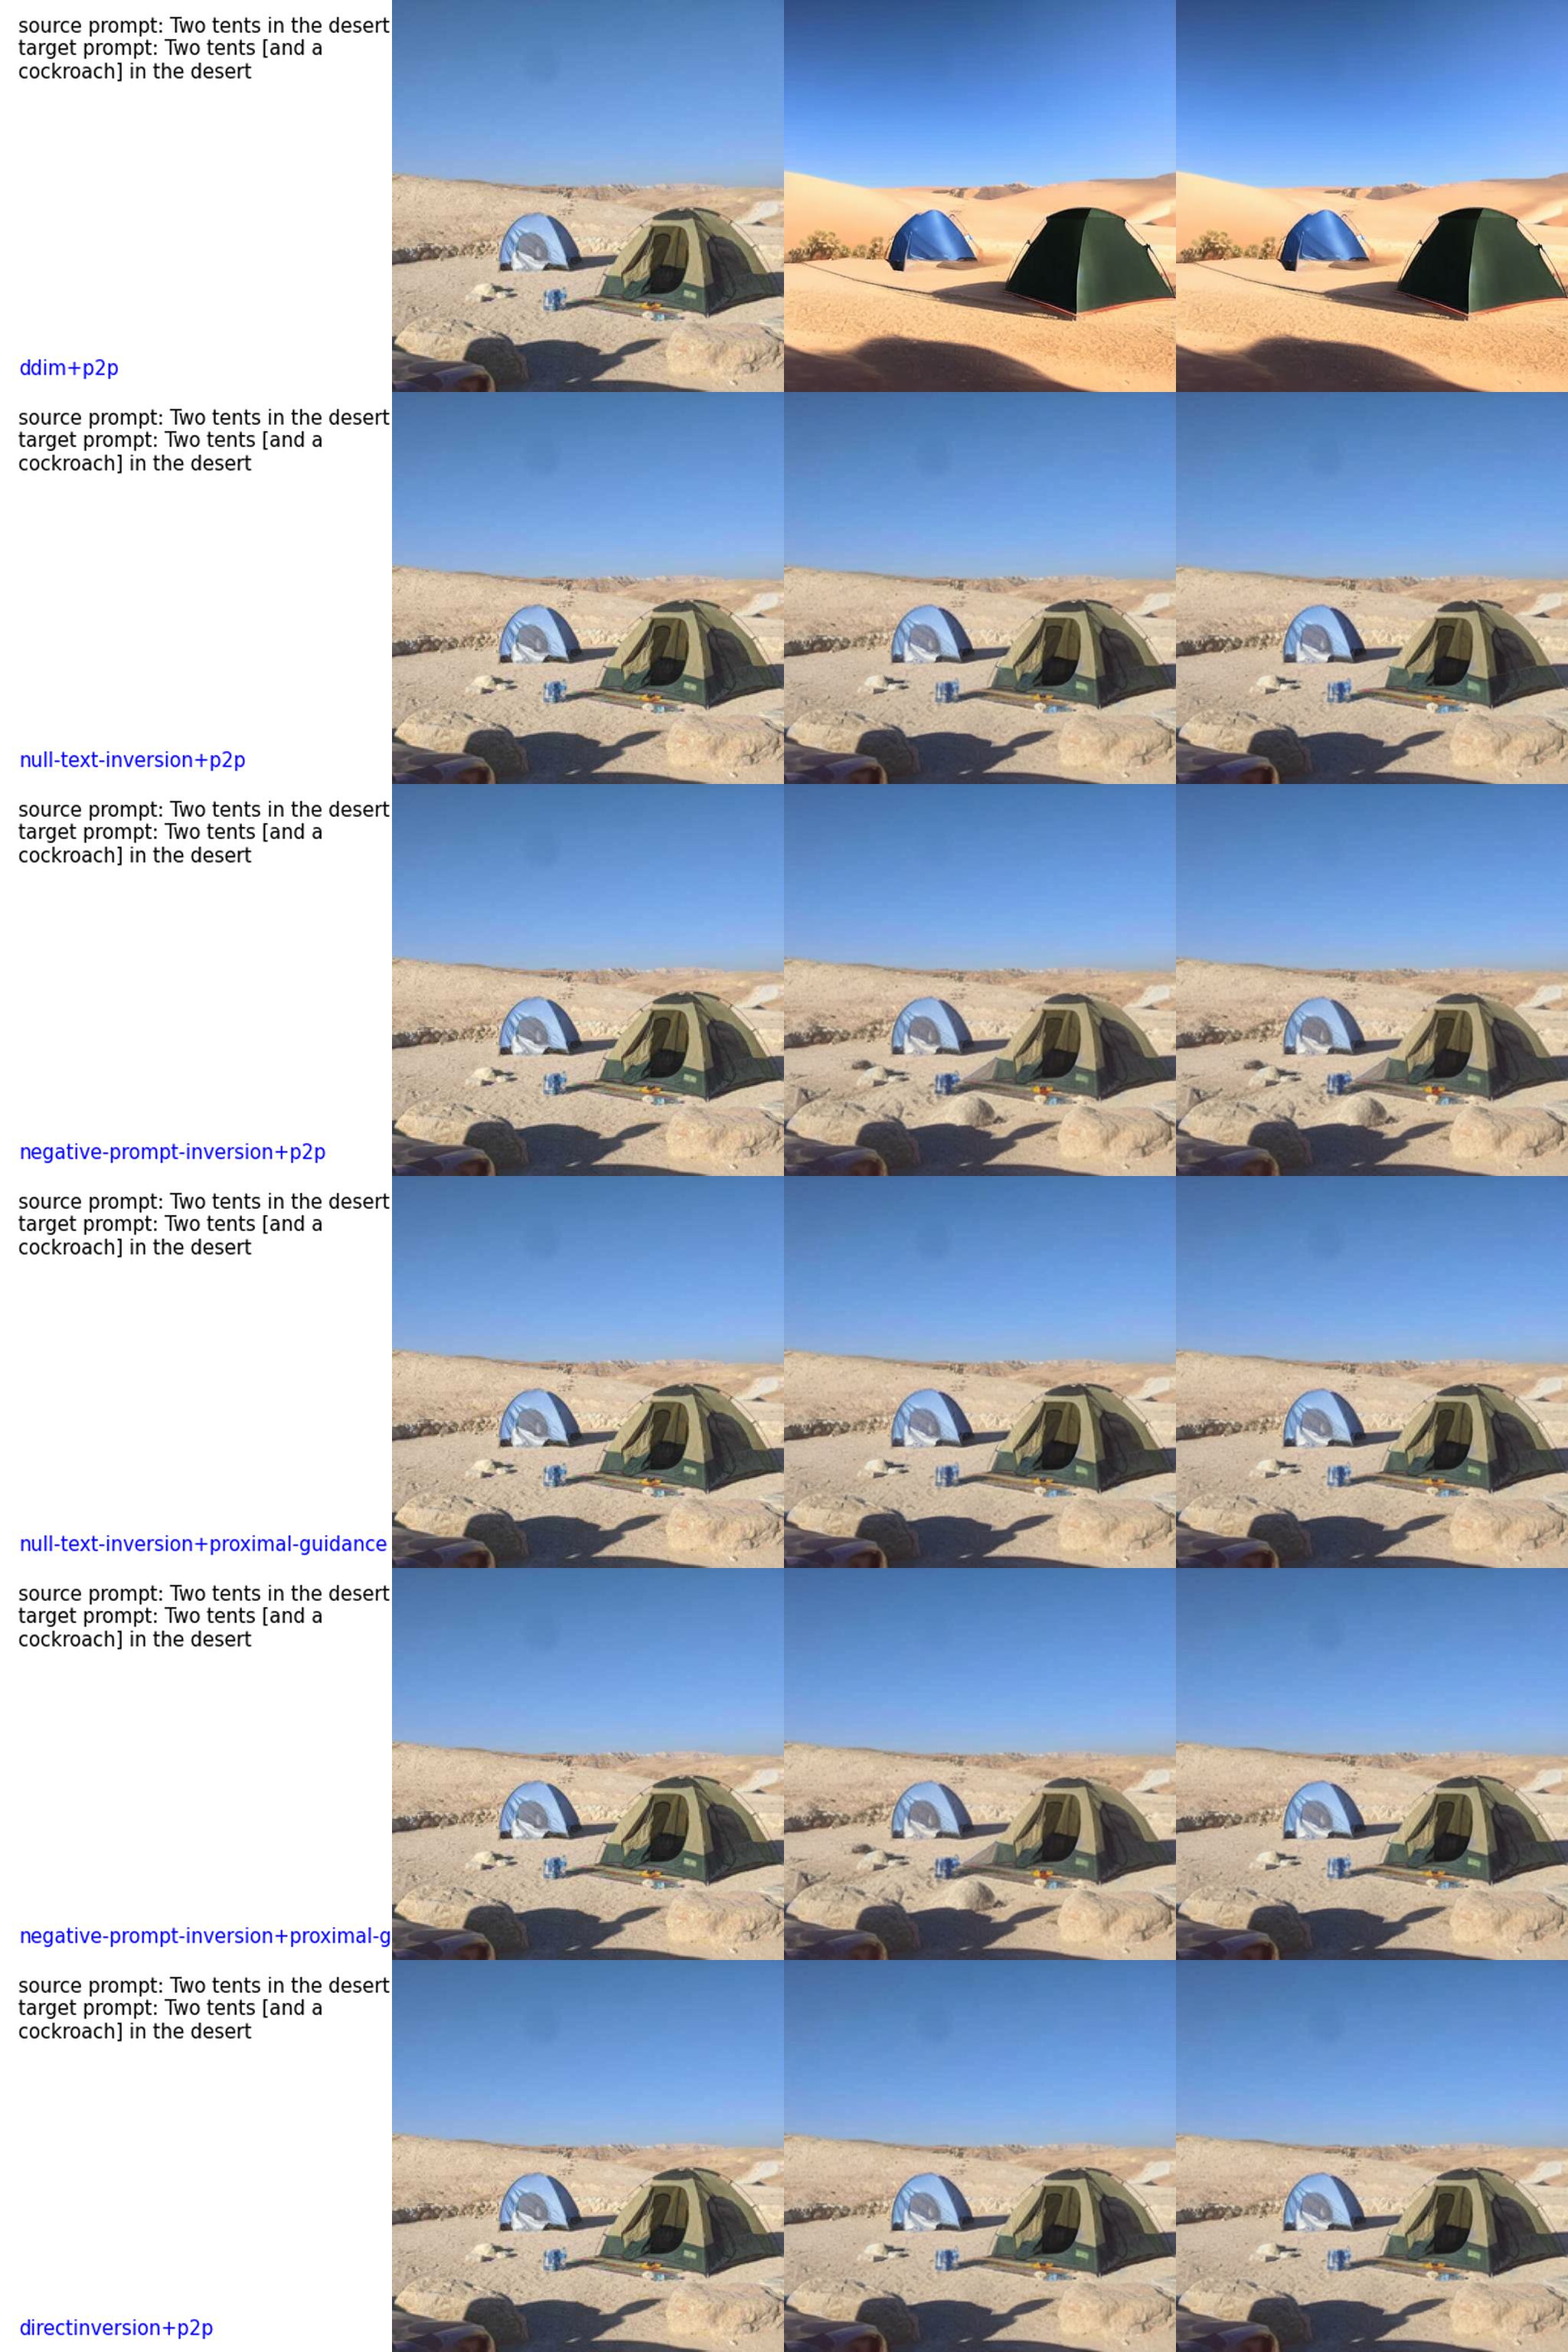 source prompt: Two tents in the desert
target prompt: Two tents [and a
cockroach] in the desert
ddim+p2p
source prompt: Two tents in the desert
target prompt: Two tents [and a
cockroach] in the desert
null-text-inversion+p2p
source prompt: Two tents in the desert
target prompt: Two tents [and a
cockroach] in the desert
negative-prompt-inversion+p2p
source prompt: Two tents in the desert
target prompt: Two tents [and a
cockroach] in the desert
null-text-inversion+proximal-guidance
source prompt: Two tents in the desert
target prompt: Two tents [and a
cockroach] in the desert
negative-prompt-inversion+proximal-g
source prompt: Two tents in the desert
target prompt: Two tents [and a
cockroach] in the desert
directinversion+p2p